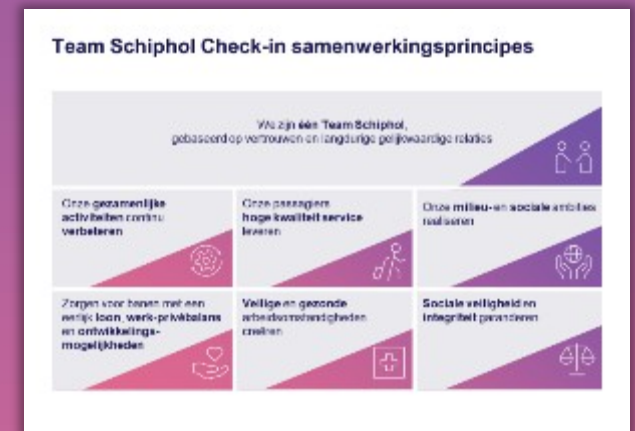 Team Schiphol Check-in samenwerkingsprincipes
We zijn één Team Schiphol,
gebaseerd op vertrouwen en langdurige gelijkwaardige relaties
Onze gezamenlijke
activiteiten continu
verbeteren
Onze passagiers
hoge kwaliteit service
leveren
Onze milieu- en sociale ambities
realiseren
Zorgen voor banen met een
eerlijk loon, werk-privébalans
en ontwikkelings-
mogelijkheden
Veilige en gezonde
arbeidsomstandigheden
creëren
Sociale veiligheid en
integriteit garanderen